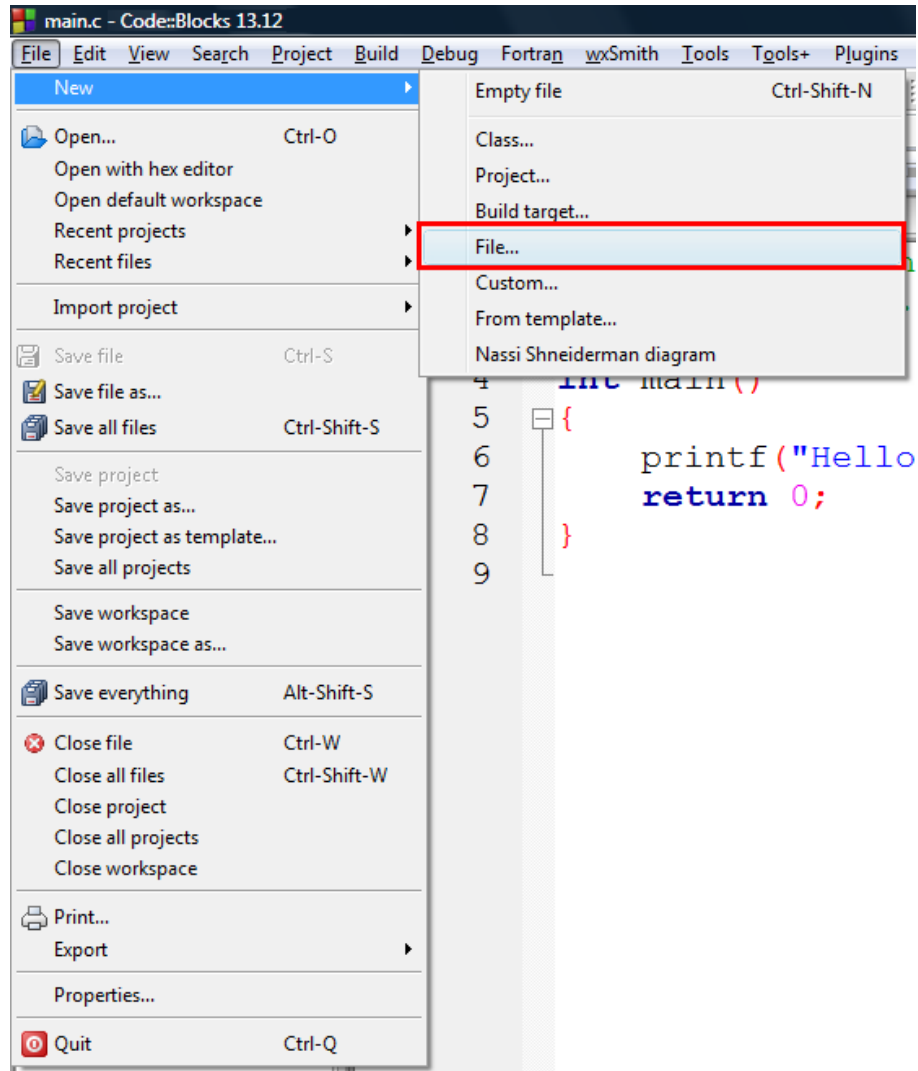 main.c - Code::Blocks 13.12
File Edit View Search Project Build Debug Fortran wxSmith Tools Tools+ Plugins
New
Open... Ctrl-O
Open with hex editor
Open default workspace
Recent projects
Recent files
Import project
Save file Ctrl-S
Save file as...
Save all files Ctrl-Shift-S
Save project
Save project as...
Save project as template...
Save all projects
Save workspace
Save workspace as...
Save everything Alt-Shift-S
Close file Ctrl-W
Close all files Ctrl-Shift-W
Close project
Close all projects
Close workspace
Print...
Export
Properties...
Quit Ctrl-Q
Empty file Ctrl-Shift-N
Class...
Project...
Build target...
File...
Custom...
From template...
Nassi Shneiderman diagram
4 int main()
5 {
6 printf("Hello
7 return 0;
8 }
9